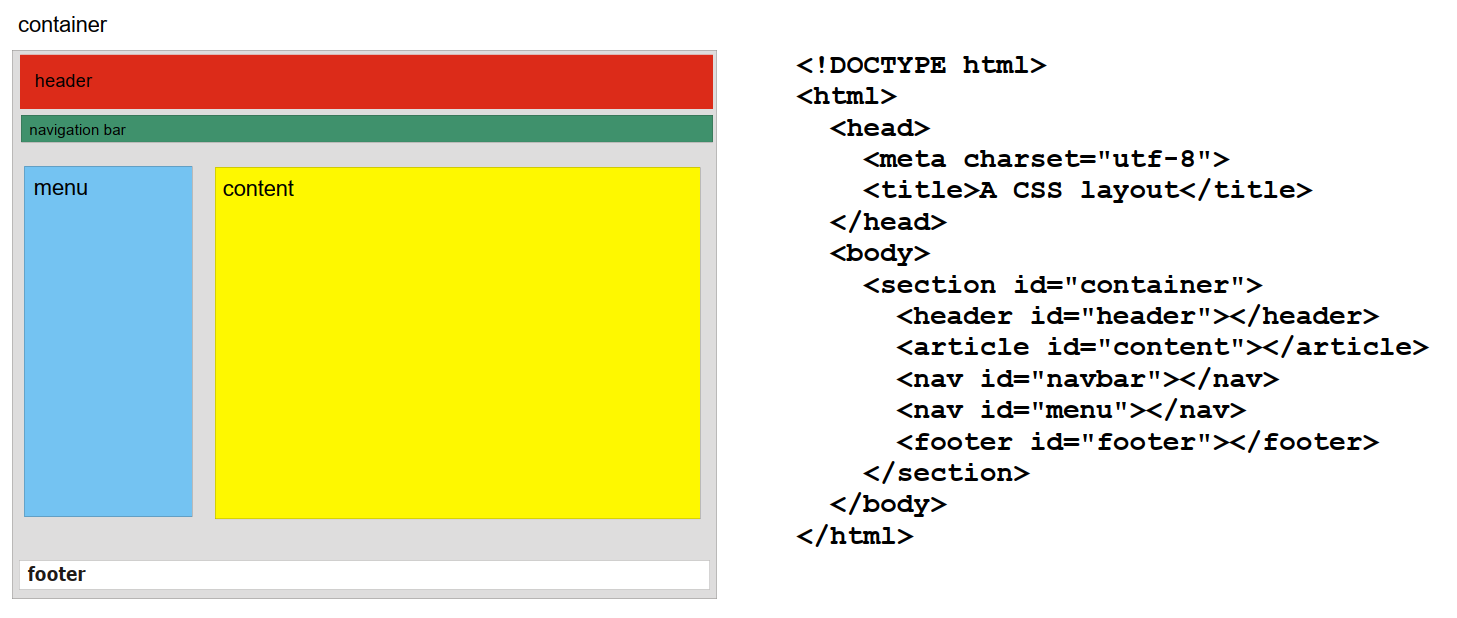 container
header
navigation bar
menu
content
footer
<!DOCTYPE html>
<html>
  <head>
    <meta charset="utf-8">
    <title>A CSS layout</title>
  </head>
  <body>
    <section id="container">
      <header id="header"></header>
      <article id="content"></article>
      <nav id="navbar"></nav>
      <nav id="menu"></nav>
      <footer id="footer"></footer>
    </section>
  </body>
</html>